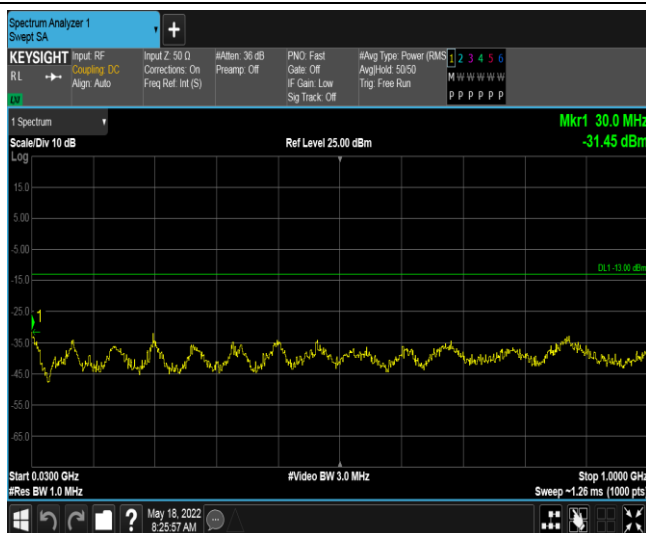 Spectrum Analyzer 1
Swept SA
+
KEYSIGHT
RL
Input: RF
Coupling: DC
Align: Auto
Input Z: 50 Ω
Corrections: On
Freq Ref: Int (S)
#Atten: 36 dB
Preamp: Off
PNO: Fast
Gate: Off
IF Gain: Low
Sig Track: Off
#Avg Type: Power (RMS
Avg|Hold: 50/50
Trig: Free Run
1 2 3 4 5 6
M W W W W W
P P P P P P
1 Spectrum
Scale/Div 10 dB
Ref Level 25.00 dBm
Mkr1 30.0 MHz
-31.45 dBm
Log
15.0
5.00
-5.00
DL1 -13.00 dBm
-15.0
-25.0
1
-35.0
-45.0
-55.0
-65.0
Start 0.0300 GHz
#Video BW 3.0 MHz
Stop 1.0000 GHz
#Res BW 1.0 MHz
Sweep ~1.26 ms (1000 pts)
?
May 18, 2022
8:25:57 AM